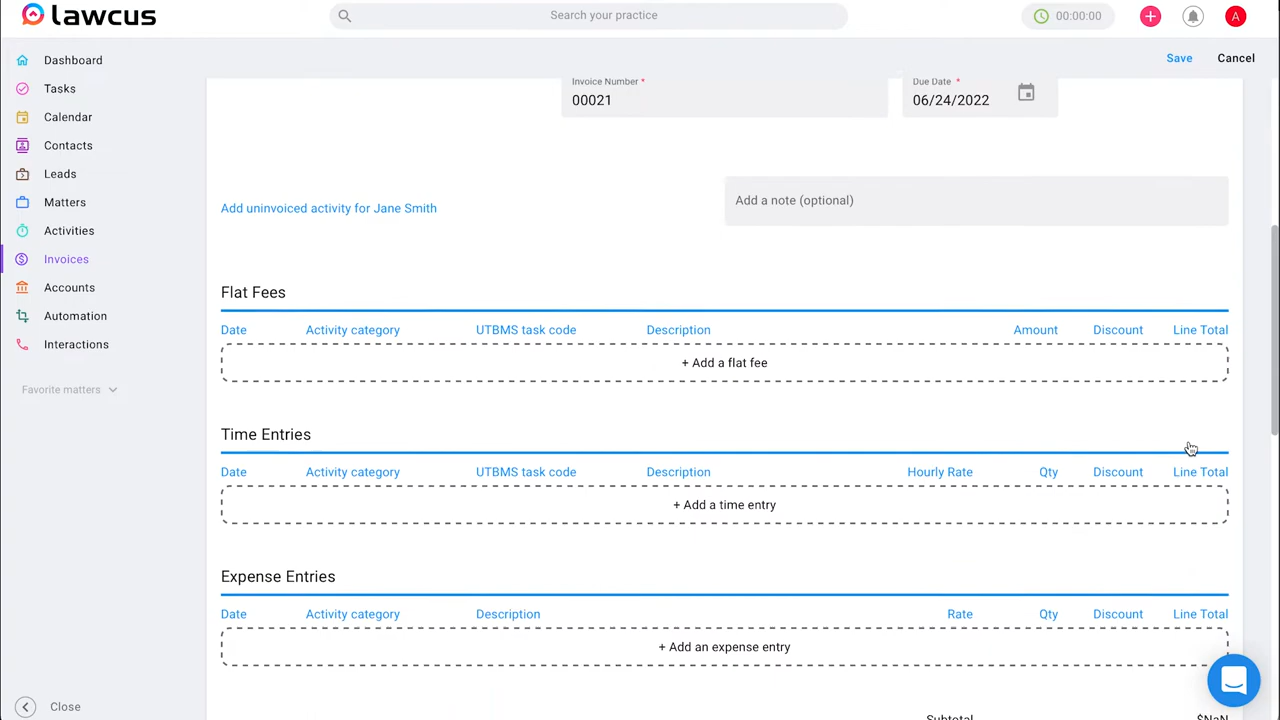 lawcus
Search your practice
00:00:00
A
Save
Cancel
Dashboard
Tasks
Calendar
Contacts
Leads
Matters
Activities
Invoices
Accounts
Automation
Interactions
Favorite matters
Close
Invoice Number *
00021
Due Date *
06/24/2022
Add uninvoiced activity for Jane Smith
Add a note (optional)
Flat Fees
Date Activity category UTBMS task code Description Amount Discount Line Total
+ Add a flat fee
Time Entries
Date Activity category UTBMS task code Description Hourly Rate Qty Discount Line Total
+ Add a time entry
Expense Entries
Date Activity category Description Rate Qty Discount Line Total
+ Add an expense entry
Subtotal $NaN